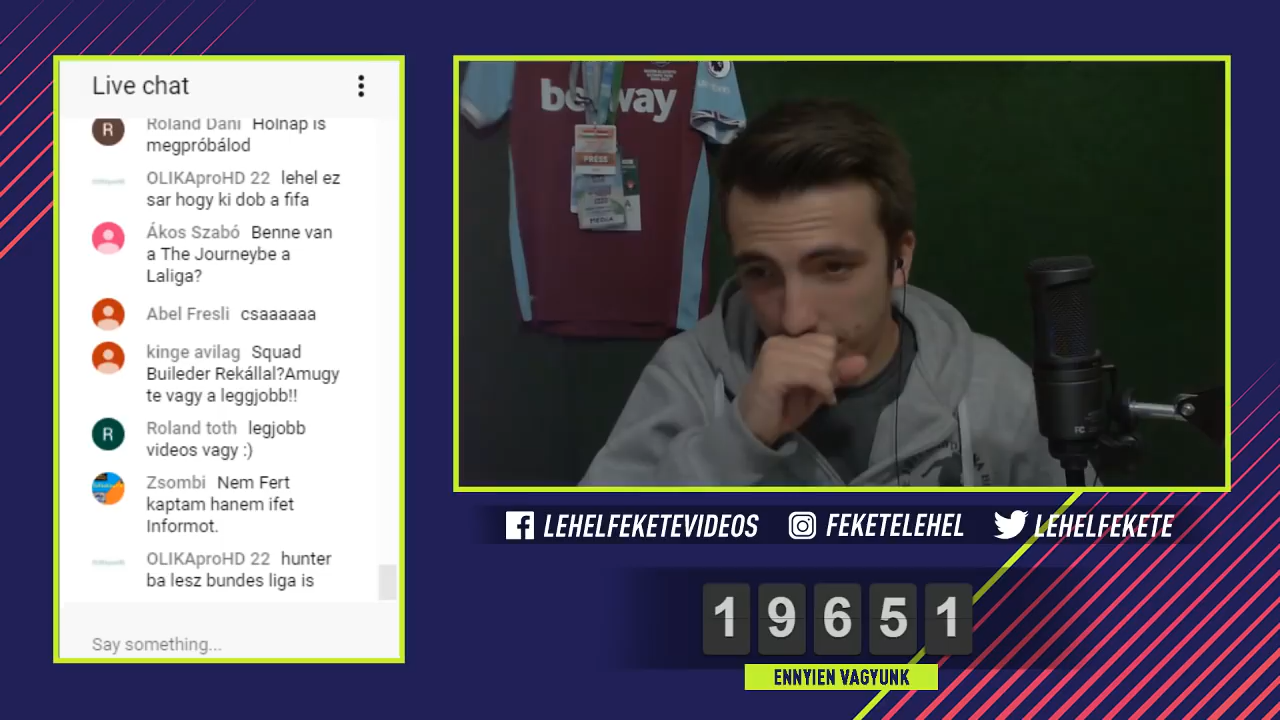 Live chat
Roland Dani Holnap is
megpróbálod
OLIKAproHD 22 lehel ez
sar hogy ki dob a fifa
Ákos Szabó Benne van
a The Journeybe a
Laliga?
Abel Fresli csaaaaaa
kinge avilag Squad
Buileder Rekállal?Amugy
te vagy a leggjobb!!
Roland toth legjobb
videos vagy :)
Zsombi Nem Fert
kaptam hanem ifet
Informot.
OLIKAproHD 22 hunter
ba lesz bundes liga is
Say something...
PRESS
MEDIA
LEHELFEKETEVIDEOS
FEKETELEHEL
LEHELFEKETE
19651
ENNYIEN VAGYUNK